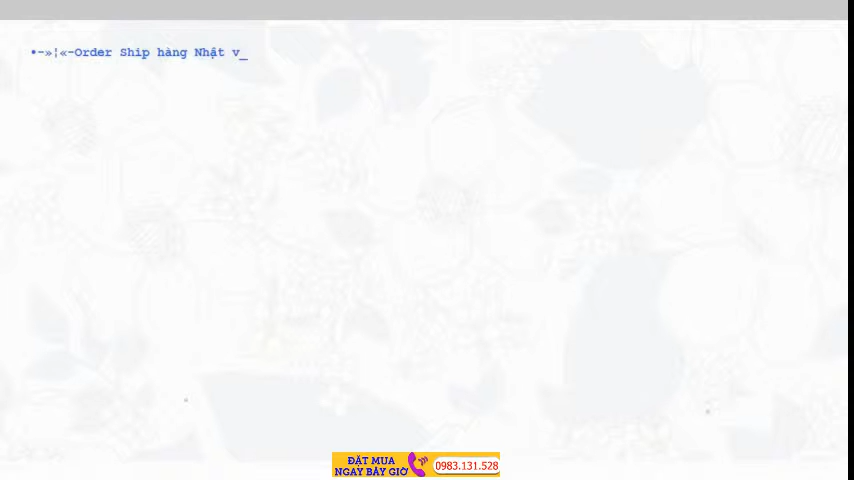 •-»¦«-Order Ship hàng Nhật v_
ĐẶT MUA
NGAY BÂY GIỜ
0983.131.528